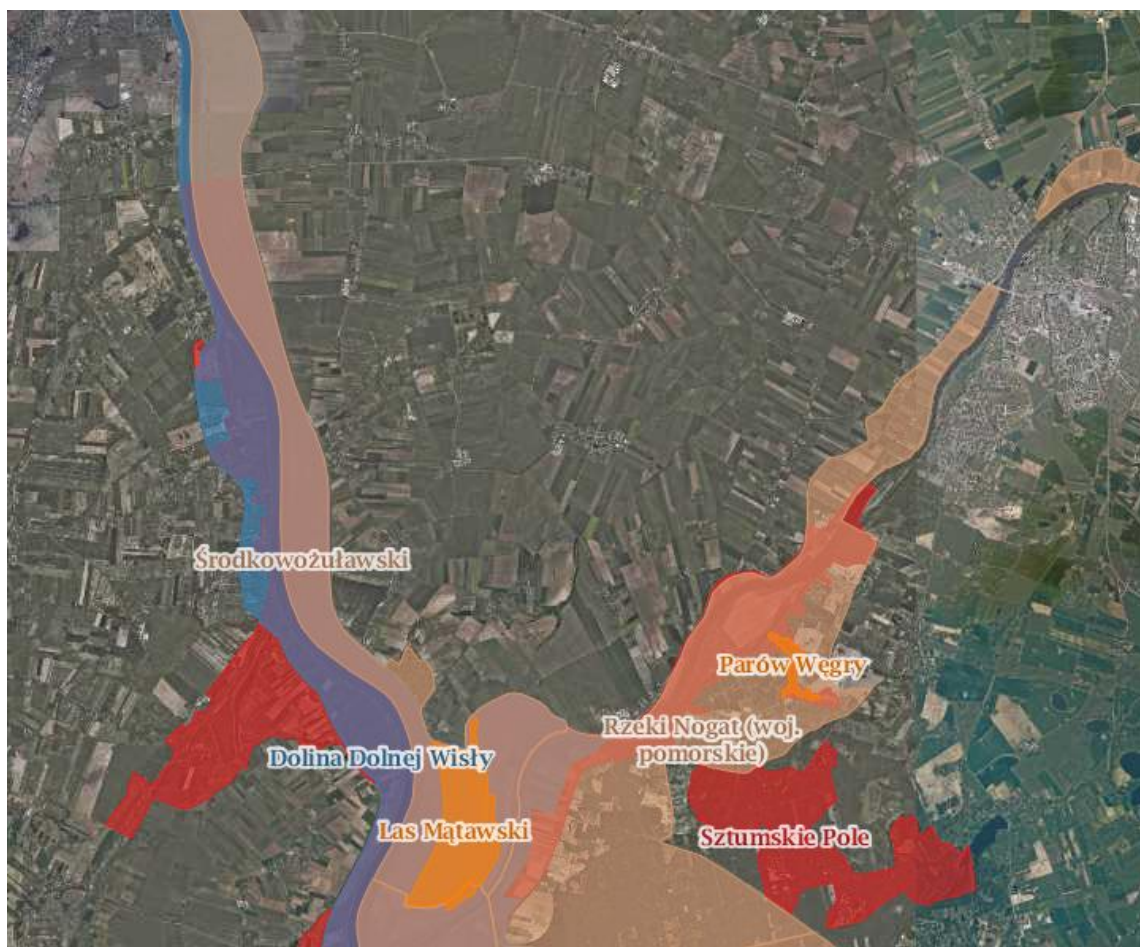 Środkowożuławski
Parów Węgry
Rzeki Nogat (woj.
pomorskie)
Dolina Dolnej Wisły
Las Mątawski
Sztumskie Pole